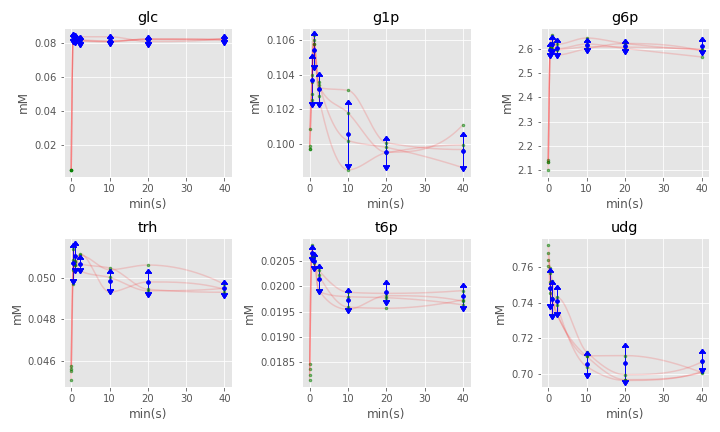 glc g1p g6p
0.08
0.06
0.04
0.02
mM
0 10 20 30 40
min(s)
0.106
0.104
0.102
0.100
mM
0 10 20 30 40
min(s)
2.6
2.5
2.4
2.3
2.2
2.1
mM
0 10 20 30 40
min(s)
trh t6p udg
0.050
0.048
0.046
mM
0 10 20 30 40
min(s)
0.0205
0.0200
0.0195
0.0190
0.0185
mM
0 10 20 30 40
min(s)
0.76
0.74
0.72
0.70
mM
0 10 20 30 40
min(s)